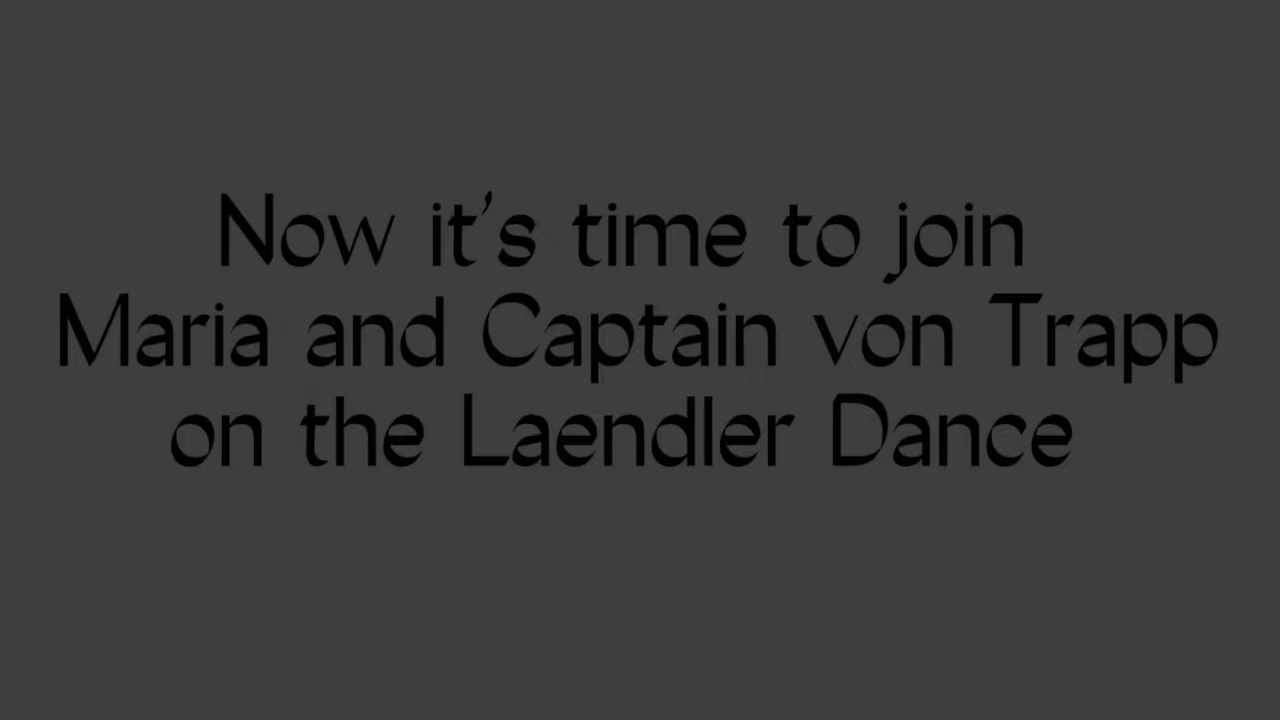 Now it's time to join
Maria and Captain von Trapp
on the Laendler Dance